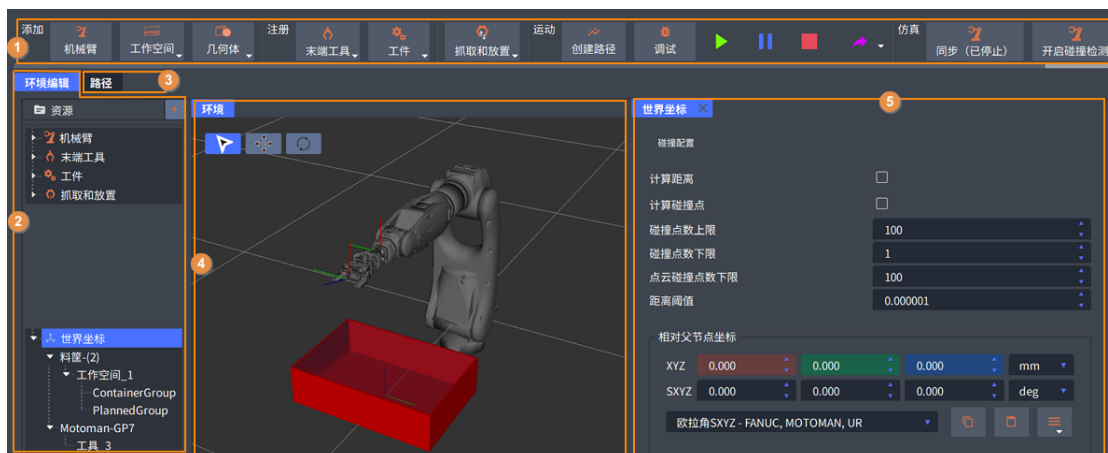 添加 注册 运动 仿真
1 机械臂 工作空间 几何体 末端工具 工件 抓取和放置 创建路径 调试 同步（已停止） 开启碰撞检测
环境编辑 路径 3
资源 +
机械臂
末端工具
工件
抓取和放置
2
世界坐标
料筐-(2)
工作空间_1
ContainerGroup
PlannedGroup
Motoman-GP7
工具_3
环境
4
世界坐标 × 5
碰撞配置
计算距离
计算碰撞点
碰撞点数上限 100
碰撞点数下限 1
点云碰撞点数下限 100
距离阈值 0.000001
相对父节点坐标
XYZ 0.000 0.000 0.000 mm
SXYZ 0.000 0.000 0.000 deg
欧拉角SXYZ - FANUC, MOTOMAN, UR